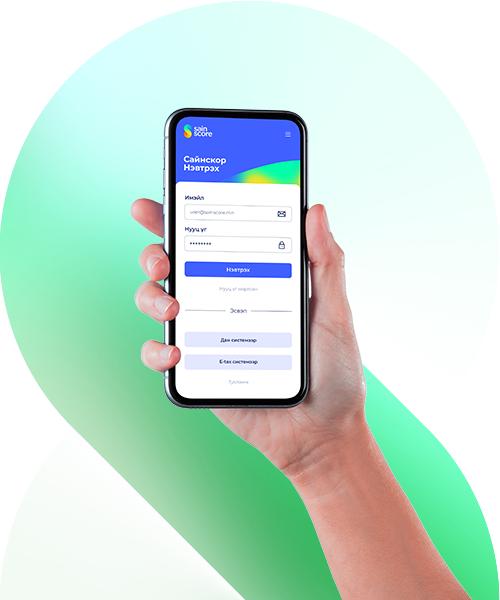 sain
score
Сайнскор
Нэвтрэх
Имэйл
user@sainscore.mn
Нууц үг
********
Нэвтрэх
Нууц үг мартсан
Эсвэл
Дан системээр
E-tax системээр